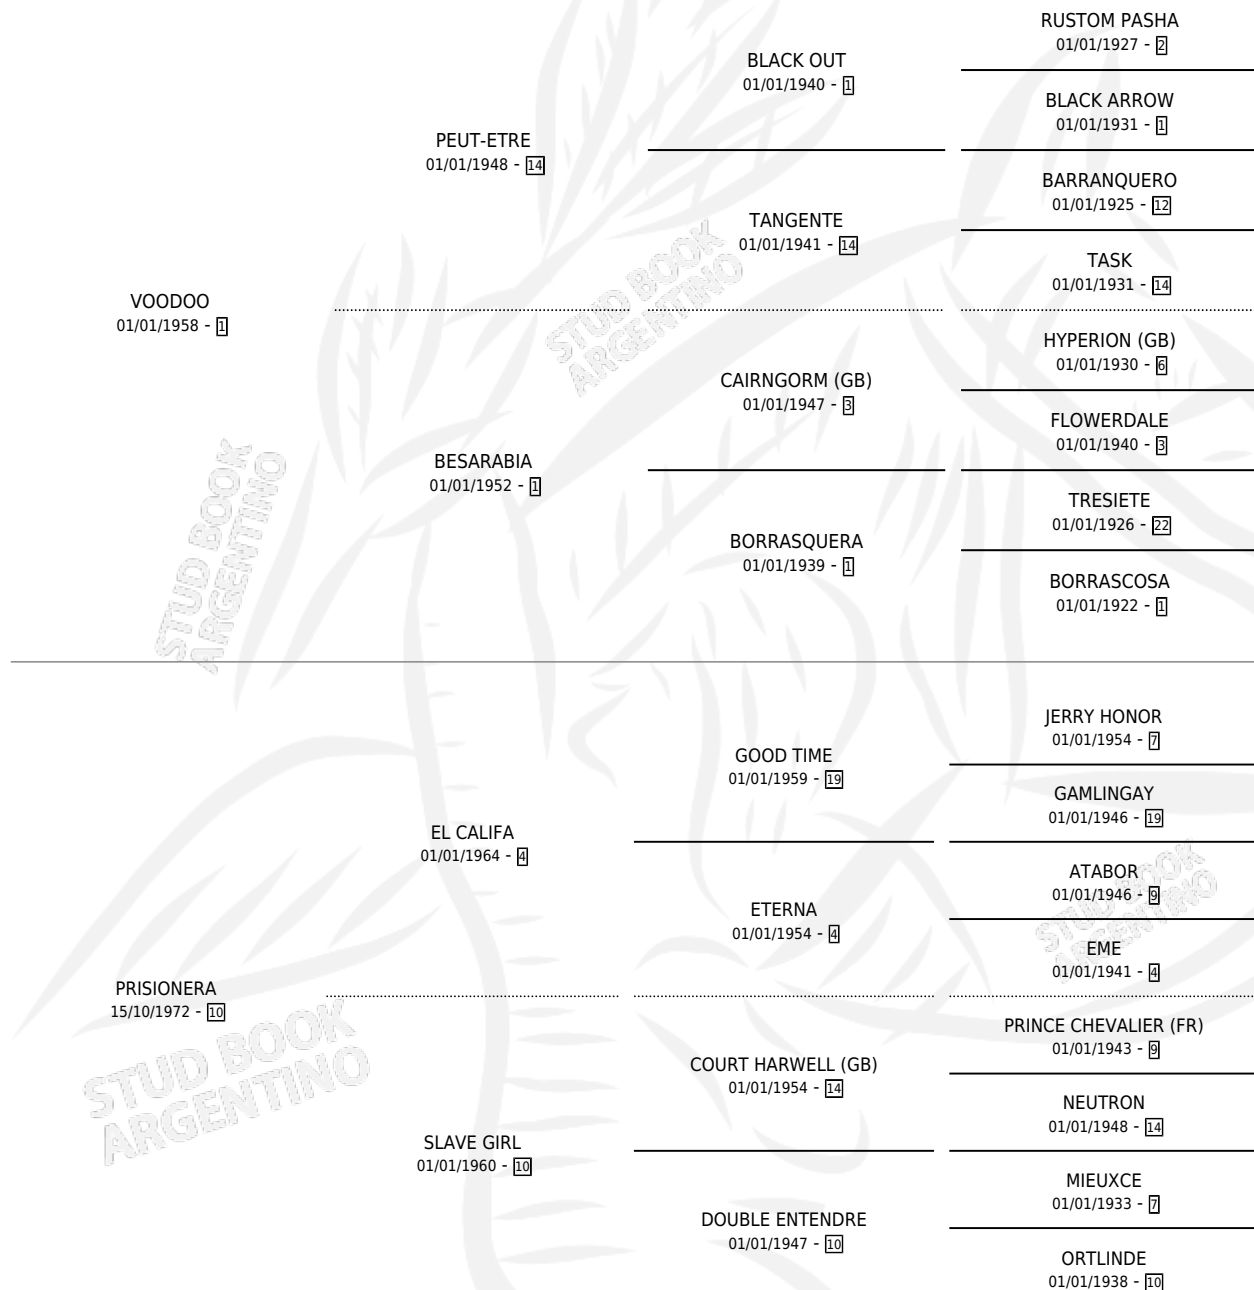 RUSTOM PASHA
01/01/1927 - 2
BLACK OUT
01/01/1940 - 1
BLACK ARROW
01/01/1931 - 1
PEUT-ETRE
01/01/1948 - 14
BARRANQUERO
01/01/1925 - 12
TANGENTE
01/01/1941 - 14
TASK
01/01/1931 - 14
VOODOO
01/01/1958 - 1
HYPERION (GB)
01/01/1930 - 6
CAIRNGORM (GB)
01/01/1947 - 3
FLOWERDALE
01/01/1940 - 3
BESARABIA
01/01/1952 - 1
TRESIETE
01/01/1926 - 22
BORRASQUERA
01/01/1939 - 1
BORRASCOSA
01/01/1922 - 1
JERRY HONOR
01/01/1954 - 7
GOOD TIME
01/01/1959 - 19
GAMLINGAY
01/01/1946 - 19
EL CALIFA
01/01/1964 - 4
ATABOR
01/01/1946 - 9
ETERNA
01/01/1954 - 4
EME
01/01/1941 - 4
PRISIONERA
15/10/1972 - 10
PRINCE CHEVALIER (FR)
01/01/1943 - 9
COURT HARWELL (GB)
01/01/1954 - 14
NEUTRON
01/01/1948 - 14
SLAVE GIRL
01/01/1960 - 10
MIEUXCE
01/01/1933 - 7
DOUBLE ENTENDRE
01/01/1947 - 10
ORTLINDE
01/01/1938 - 10
STUD BOOK
ARGENTINO
STUD BOOK
ARGENTINO
STUD BOOK
ARGENTINO
STUD BOOK
ARGENTINO